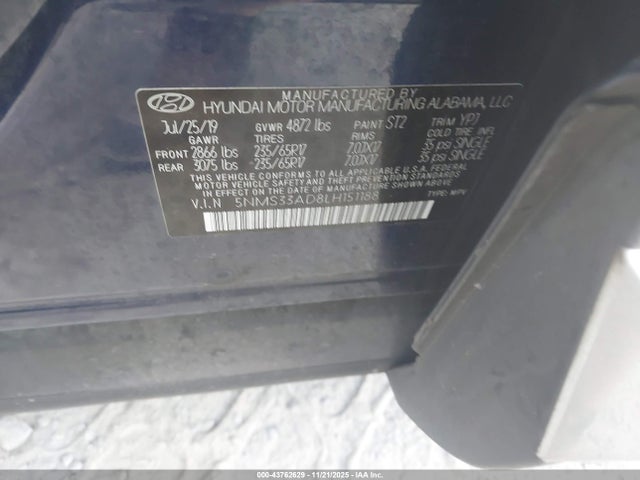 MANUFACTURED BY
HYUNDAI MOTOR MANUFACTURING ALABAMA, LLC
Jul/25/19 GVWR 4872 lbs PAINT ST2 TRIM YP7
GAWR TIRES RIMS COLD TIRE INF.
FRONT 2866 lbs 235/65R17 7.0JX17 35 psi SINGLE
REAR 3075 lbs 235/65R17 7.0JX17 35 psi SINGLE
THIS VEHICLE CONFORMS TO ALL APPLICABLE U.S.A. FEDERAL
MOTOR VEHICLE SAFETY, BUMPER, AND THEFT PREVENTION STANDARDS
IN EFFECT ON THE DATE OF MANUFACTURE SHOWN ABOVE.
V.I.N 5NMS33AD8LH151188 TYPE: MPV
000-43762629 - 11/21/2025 - IAAI.COM